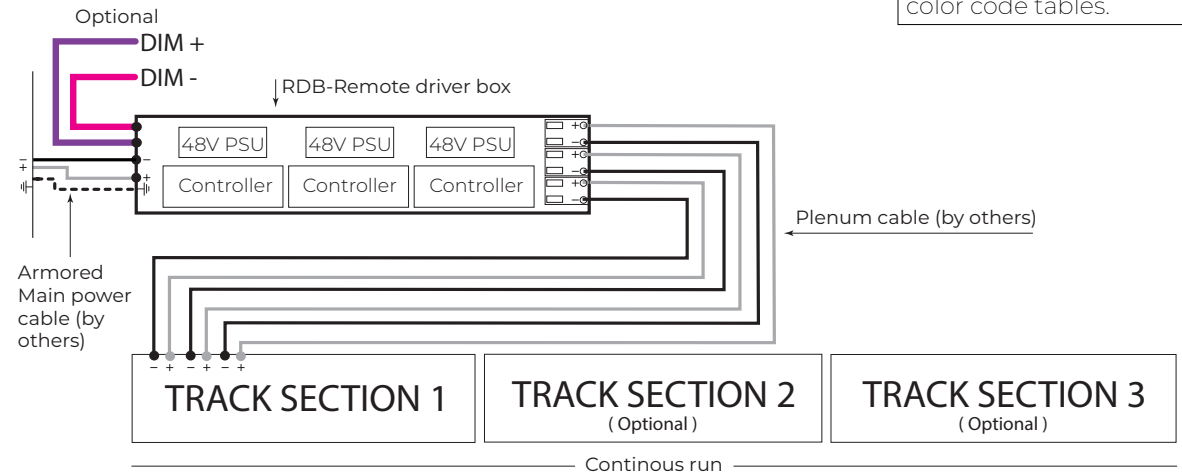 color code tables.
Optional
DIM +
DIM -
RDB-Remote driver box
48V PSU
48V PSU
48V PSU
Controller
Controller
Controller
+
-
+
-
+
-
-
+
-
+
Plenum cable (by others)
Armored
Main power
cable (by
others)
- + - + - +
TRACK SECTION 1
TRACK SECTION 2
( Optional )
TRACK SECTION 3
( Optional )
Continous run